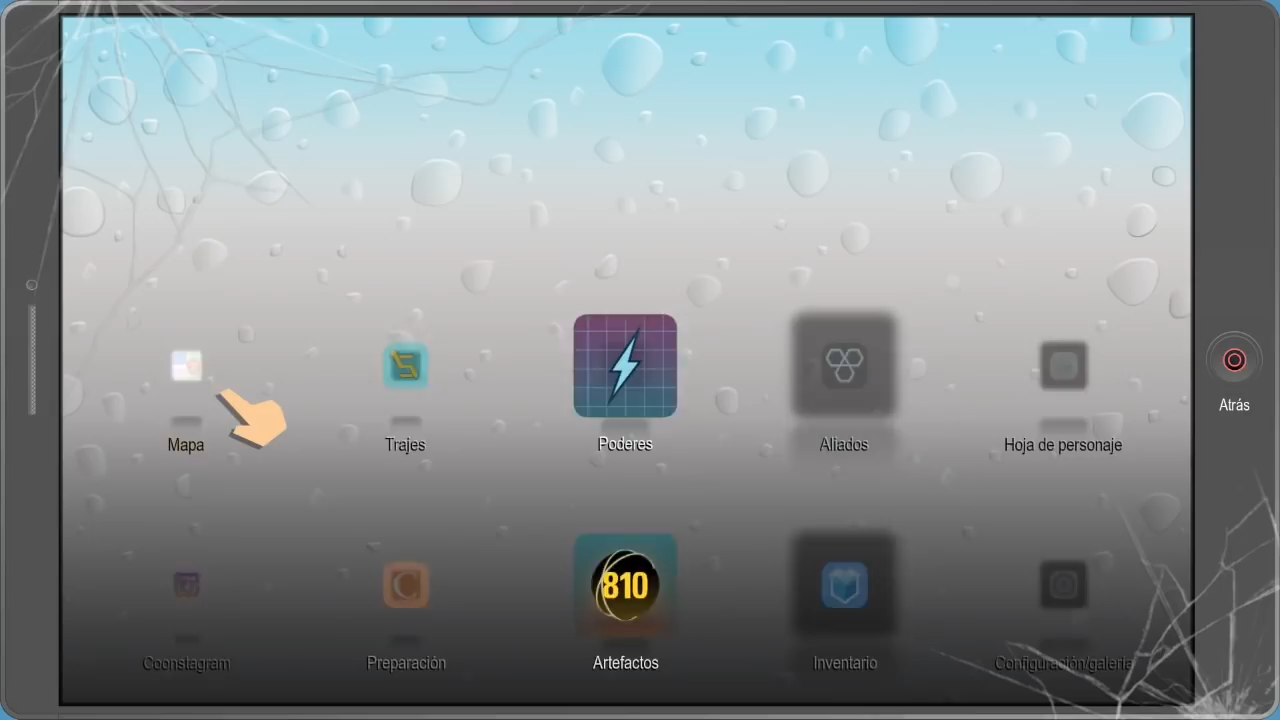 Mapa
Trajes
Poderes
Aliados
Hoja de personaje
Atrás
810
Coonstagram
Preparación
Artefactos
Inventario
Configuración/galería